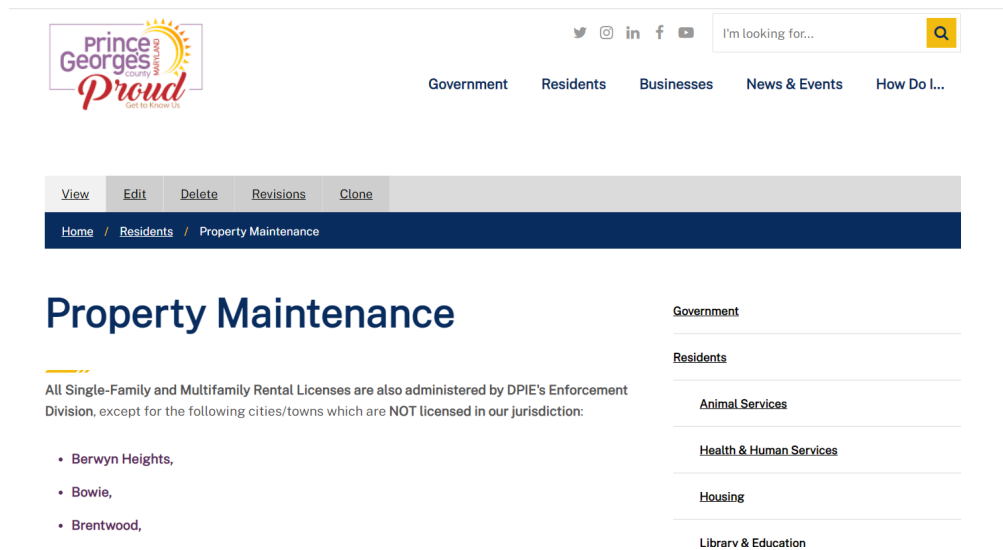 Prince
George's
county MARYLAND
Proud
Get to Know Us
I'm looking for...
Government Residents Businesses News & Events How Do I...
View Edit Delete Revisions Clone
Home / Residents / Property Maintenance
Property Maintenance
All Single-Family and Multifamily Rental Licenses are also administered by DPIE's Enforcement
Division, except for the following cities/towns which are NOT licensed in our jurisdiction:
• Berwyn Heights,
• Bowie,
• Brentwood,
Government
Residents
Animal Services
Health & Human Services
Housing
Library & Education